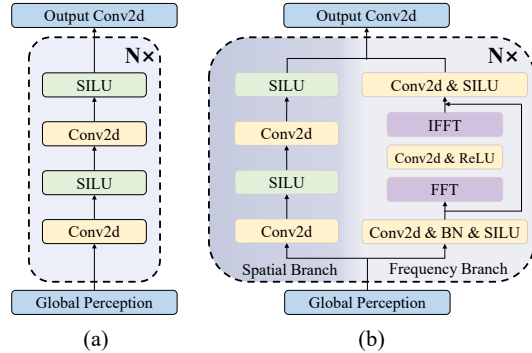 Output Conv2d
N×
SILU
Conv2d
SILU
Conv2d
Global Perception
(a)
Output Conv2d
N×
SILU
Conv2d
SILU
Conv2d
Spatial Branch
Conv2d & SILU
IFFT
Conv2d & ReLU
FFT
Conv2d & BN & SILU
Frequency Branch
Global Perception
(b)